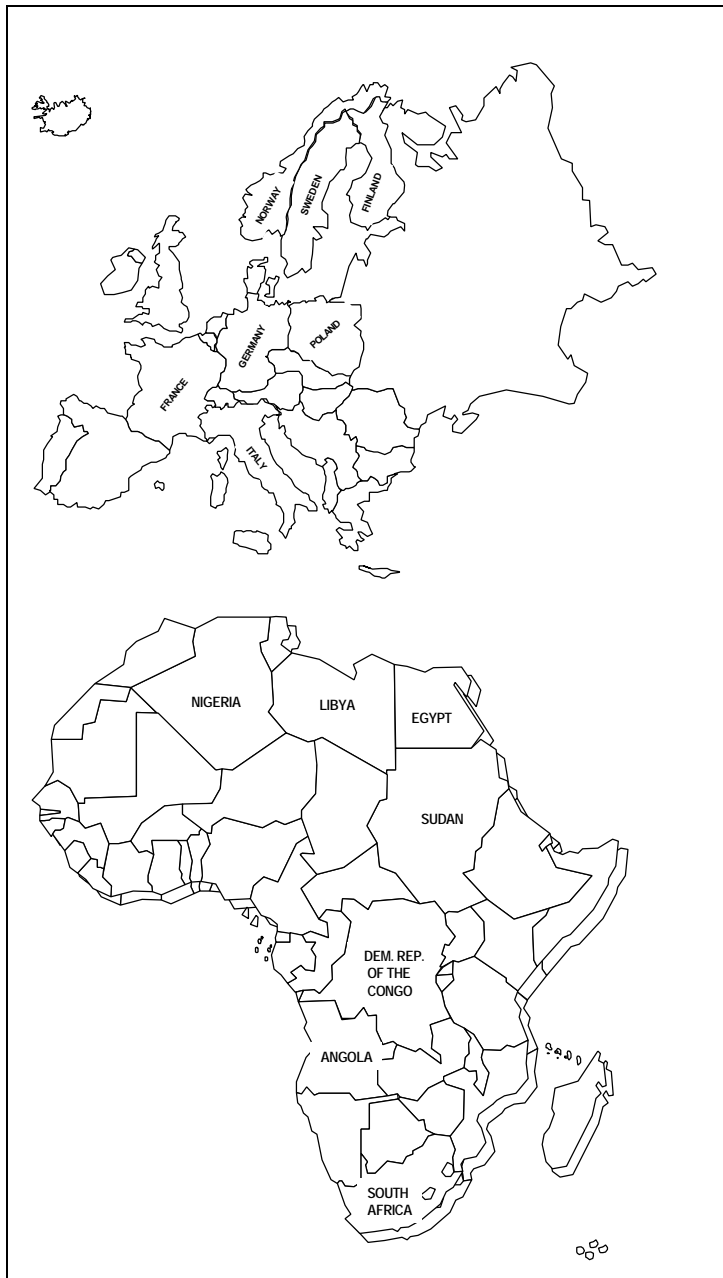 NORWAY
SWEDEN
FINLAND
GERMANY
POLAND
FRANCE
ITALY
NIGERIA
LIBYA
EGYPT
SUDAN
DEM. REP.
OF THE
CONGO
ANGOLA
SOUTH
AFRICA